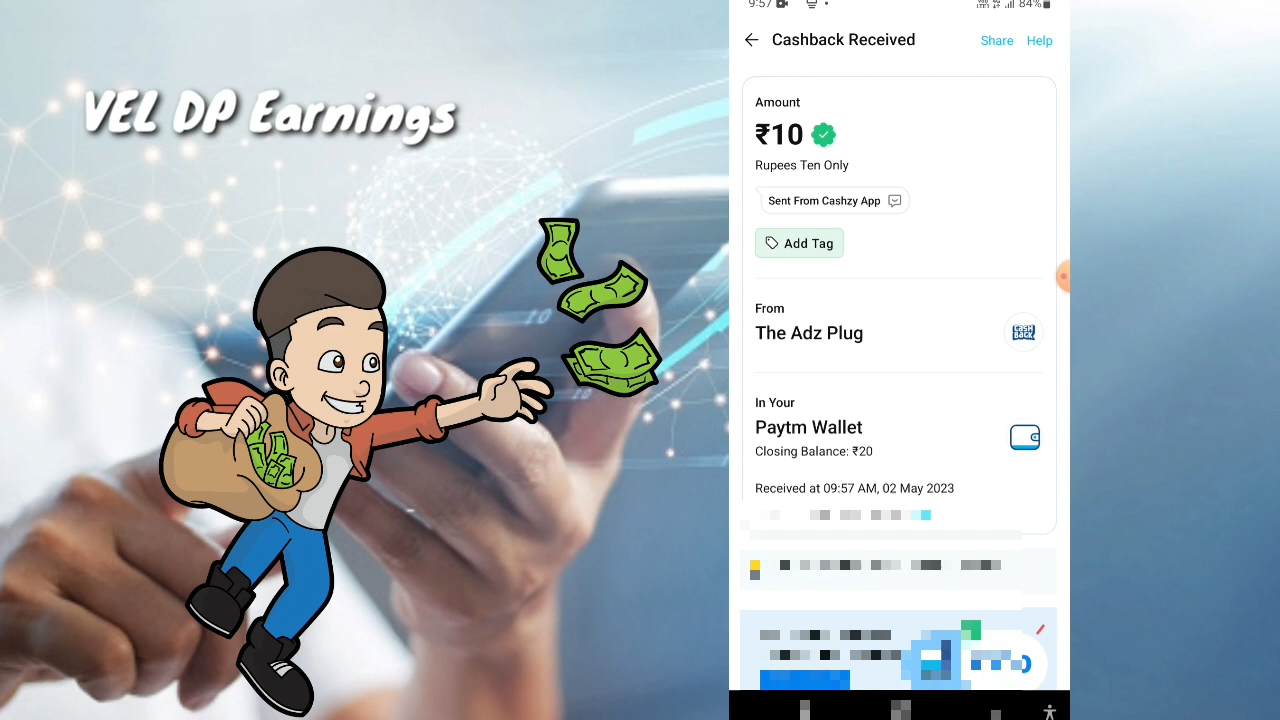 VEL DP Earnings
9:57
84%
Cashback Received
Share Help
Amount
₹10
Rupees Ten Only
Sent From Cashzy App
Add Tag
From
The Adz Plug
CASH
BACK
In Your
Paytm Wallet
Closing Balance: ₹20
Received at 09:57 AM, 02 May 2023